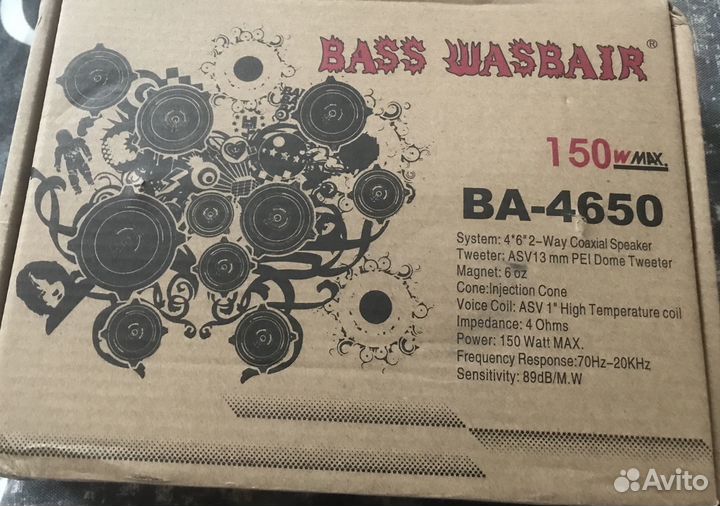 BASS WASBAIR®
150W MAX.
BA-4650
System: 4*6" 2-Way Coaxial Speaker
Tweeter: ASV13 mm PEI Dome Tweeter
Magnet: 6 oz
Cone:Injection Cone
Voice Coil: ASV 1" High Temperature coil
Impedance: 4 Ohms
Power: 150 Watt MAX.
Frequency Response:70Hz-20KHz
Sensitivity: 89dB/M.W
Avito